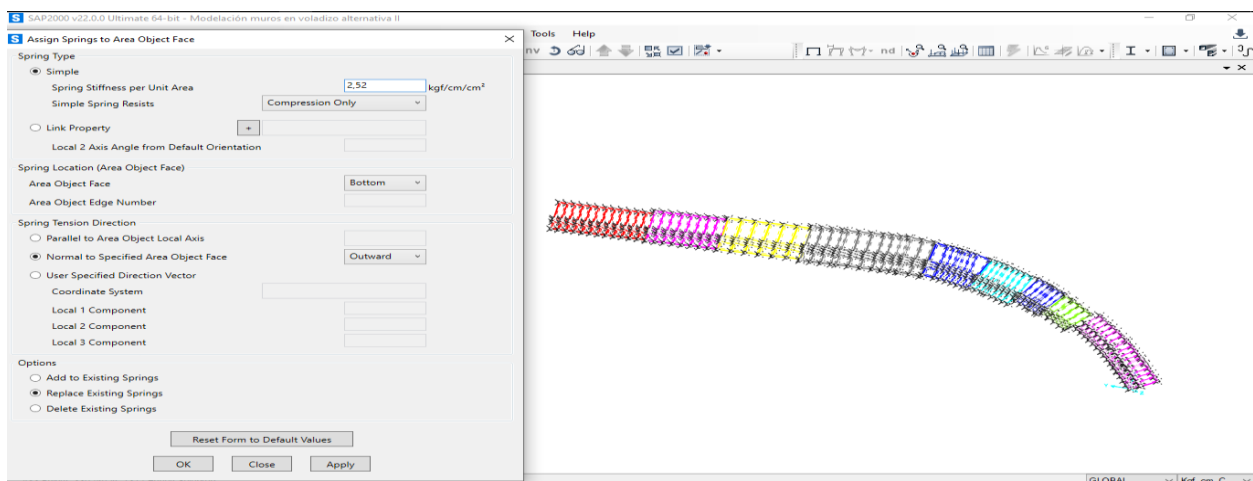 SAP2000 v22.0.0 Ultimate 64-bit - Modelación muros en voladizo alternativa II
Assign Springs to Area Object Face
Tools Help
nd
Spring Type
Simple
Spring Stiffness per Unit Area 2,52 kgf/cm/cm²
Simple Spring Resists Compression Only
Link Property +
Local 2 Axis Angle from Default Orientation
Spring Location (Area Object Face)
Area Object Face Bottom
Area Object Edge Number
Spring Tension Direction
Parallel to Area Object Local Axis
Normal to Specified Area Object Face Outward
User Specified Direction Vector
Coordinate System
Local 1 Component
Local 2 Component
Local 3 Component
Options
Add to Existing Springs
Replace Existing Springs
Delete Existing Springs
Reset Form to Default Values
OK Close Apply
GLOBAL Kgf, cm, C